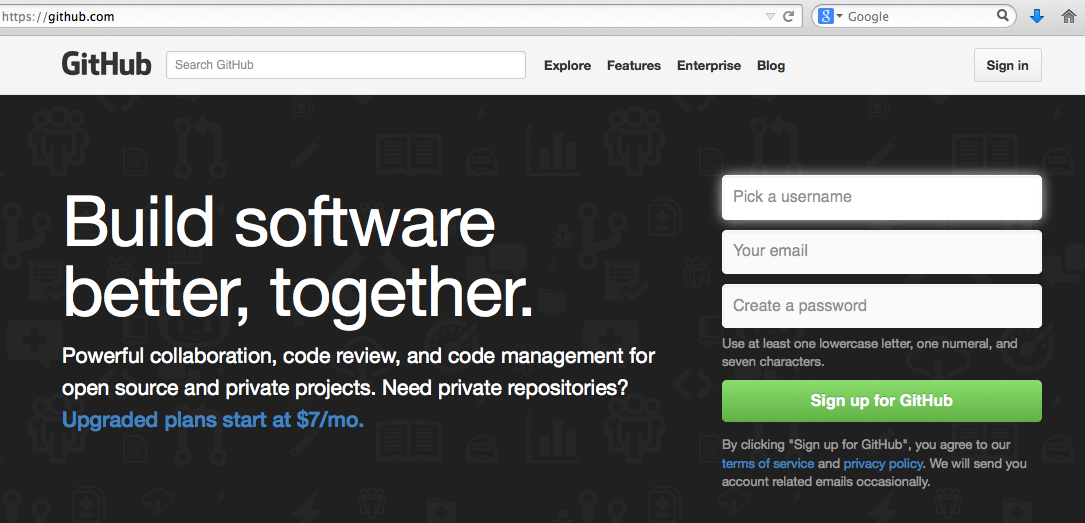 https://github.com
Google
GitHub
Search GitHub
Explore
Features
Enterprise
Blog
Sign in
Build software
better, together.
Powerful collaboration, code review, and code management for
open source and private projects. Need private repositories?
Upgraded plans start at $7/mo.
Pick a username
Your email
Create a password
Use at least one lowercase letter, one numeral, and
seven characters.
Sign up for GitHub
By clicking "Sign up for GitHub", you agree to our
terms of service and privacy policy. We will send you
account related emails occasionally.